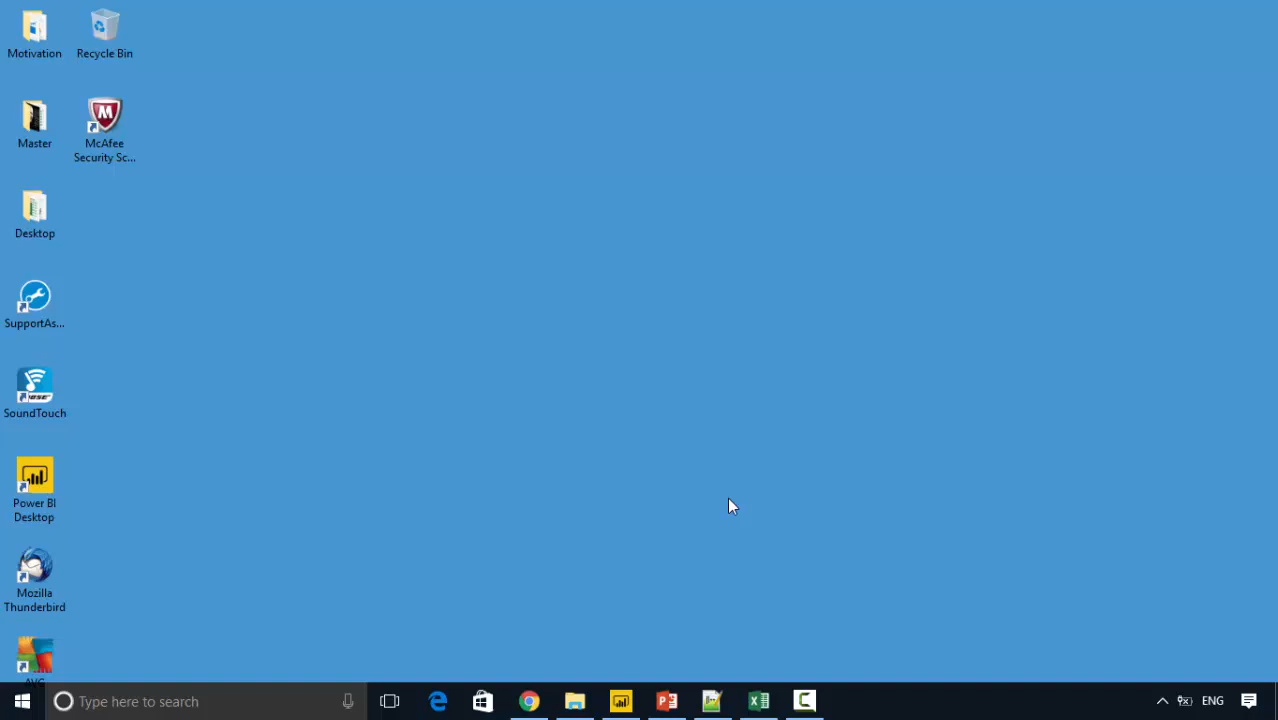 Motivation
Recycle Bin
Master
McAfee
Security Sc...
Desktop
SupportAs...
SoundTouch
Power BI
Desktop
Mozilla
Thunderbird
AVG
Type here to search
ENG